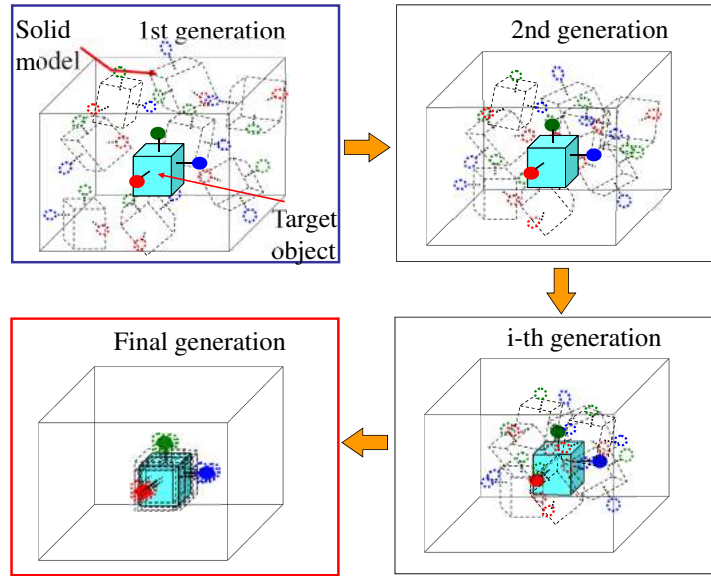 Solid
model
1st generation
Target
object
2nd generation
i-th generation
Final generation